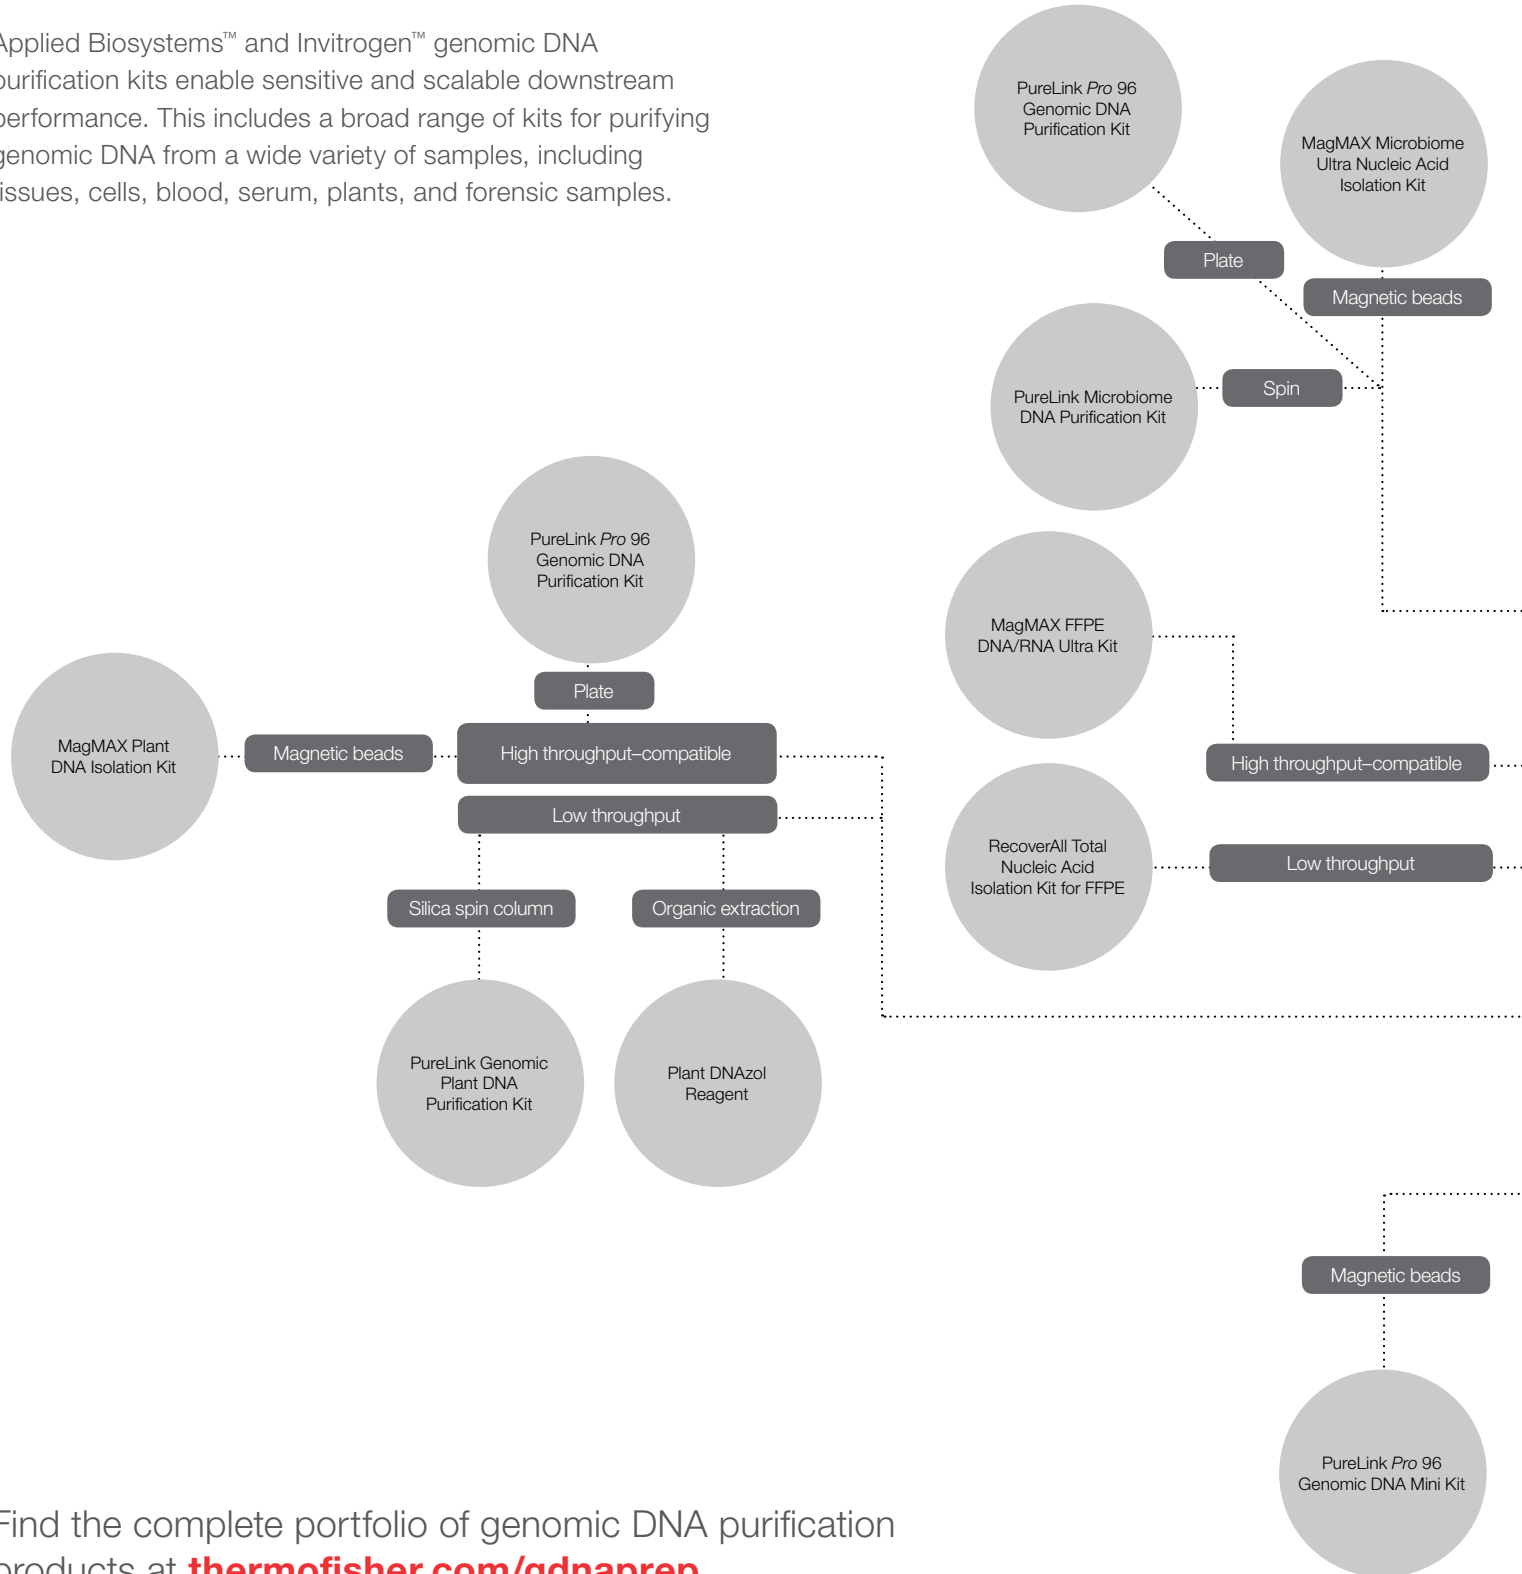 Applied Biosystems™ and Invitrogen™ genomic DNA
purification kits enable sensitive and scalable downstream
performance. This includes a broad range of kits for purifying
genomic DNA from a wide variety of samples, including
tissues, cells, blood, serum, plants, and forensic samples.
PureLink Pro 96
Genomic DNA
Purification Kit
MagMAX Microbiome
Ultra Nucleic Acid
Isolation Kit
Plate
Magnetic beads
PureLink Microbiome
DNA Purification Kit
Spin
PureLink Pro 96
Genomic DNA
Purification Kit
Plate
MagMAX Plant
DNA Isolation Kit
Magnetic beads
High throughput–compatible
Low throughput
Silica spin column
Organic extraction
PureLink Genomic
Plant DNA
Purification Kit
Plant DNAzol
Reagent
MagMAX FFPE
DNA/RNA Ultra Kit
High throughput–compatible
RecoverAll Total
Nucleic Acid
Isolation Kit for FFPE
Low throughput
Magnetic beads
PureLink Pro 96
Genomic DNA Mini Kit
Find the complete portfolio of genomic DNA purification
products at thermofisher.com/gdnaprep